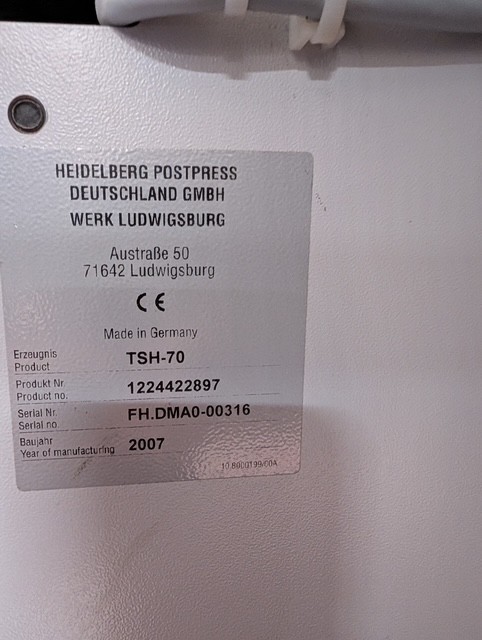 HEIDELBERG POSTPRESS
DEUTSCHLAND GMBH
WERK LUDWIGSBURG
Austraße 50
71642 Ludwigsburg
CE
Made in Germany
Erzeugnis
Product TSH-70
Produkt Nr.
Product no. 1224422897
Serial Nr.
Serial no. FH.DMA0-00316
Baujahr
Year of manufacturing 2007